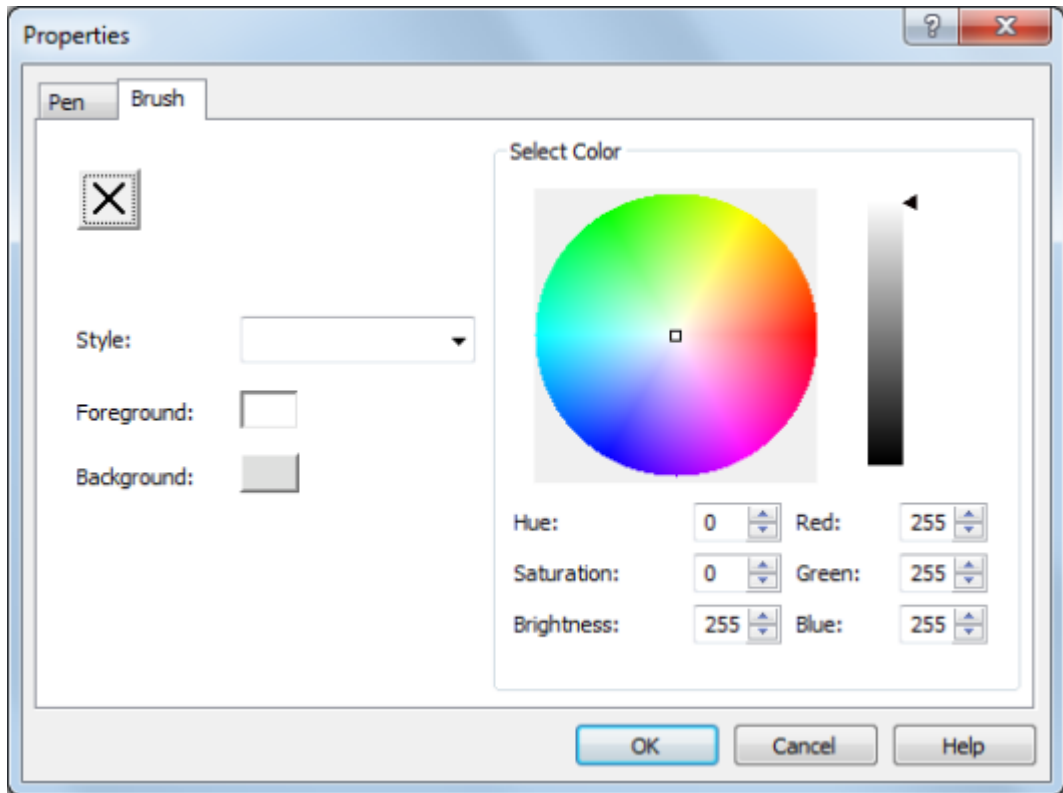 Properties
?
Pen
Brush
Select Color
Style:
Foreground:
Background:
Hue: 0 Red: 255
Saturation: 0 Green: 255
Brightness: 255 Blue: 255
OK Cancel Help